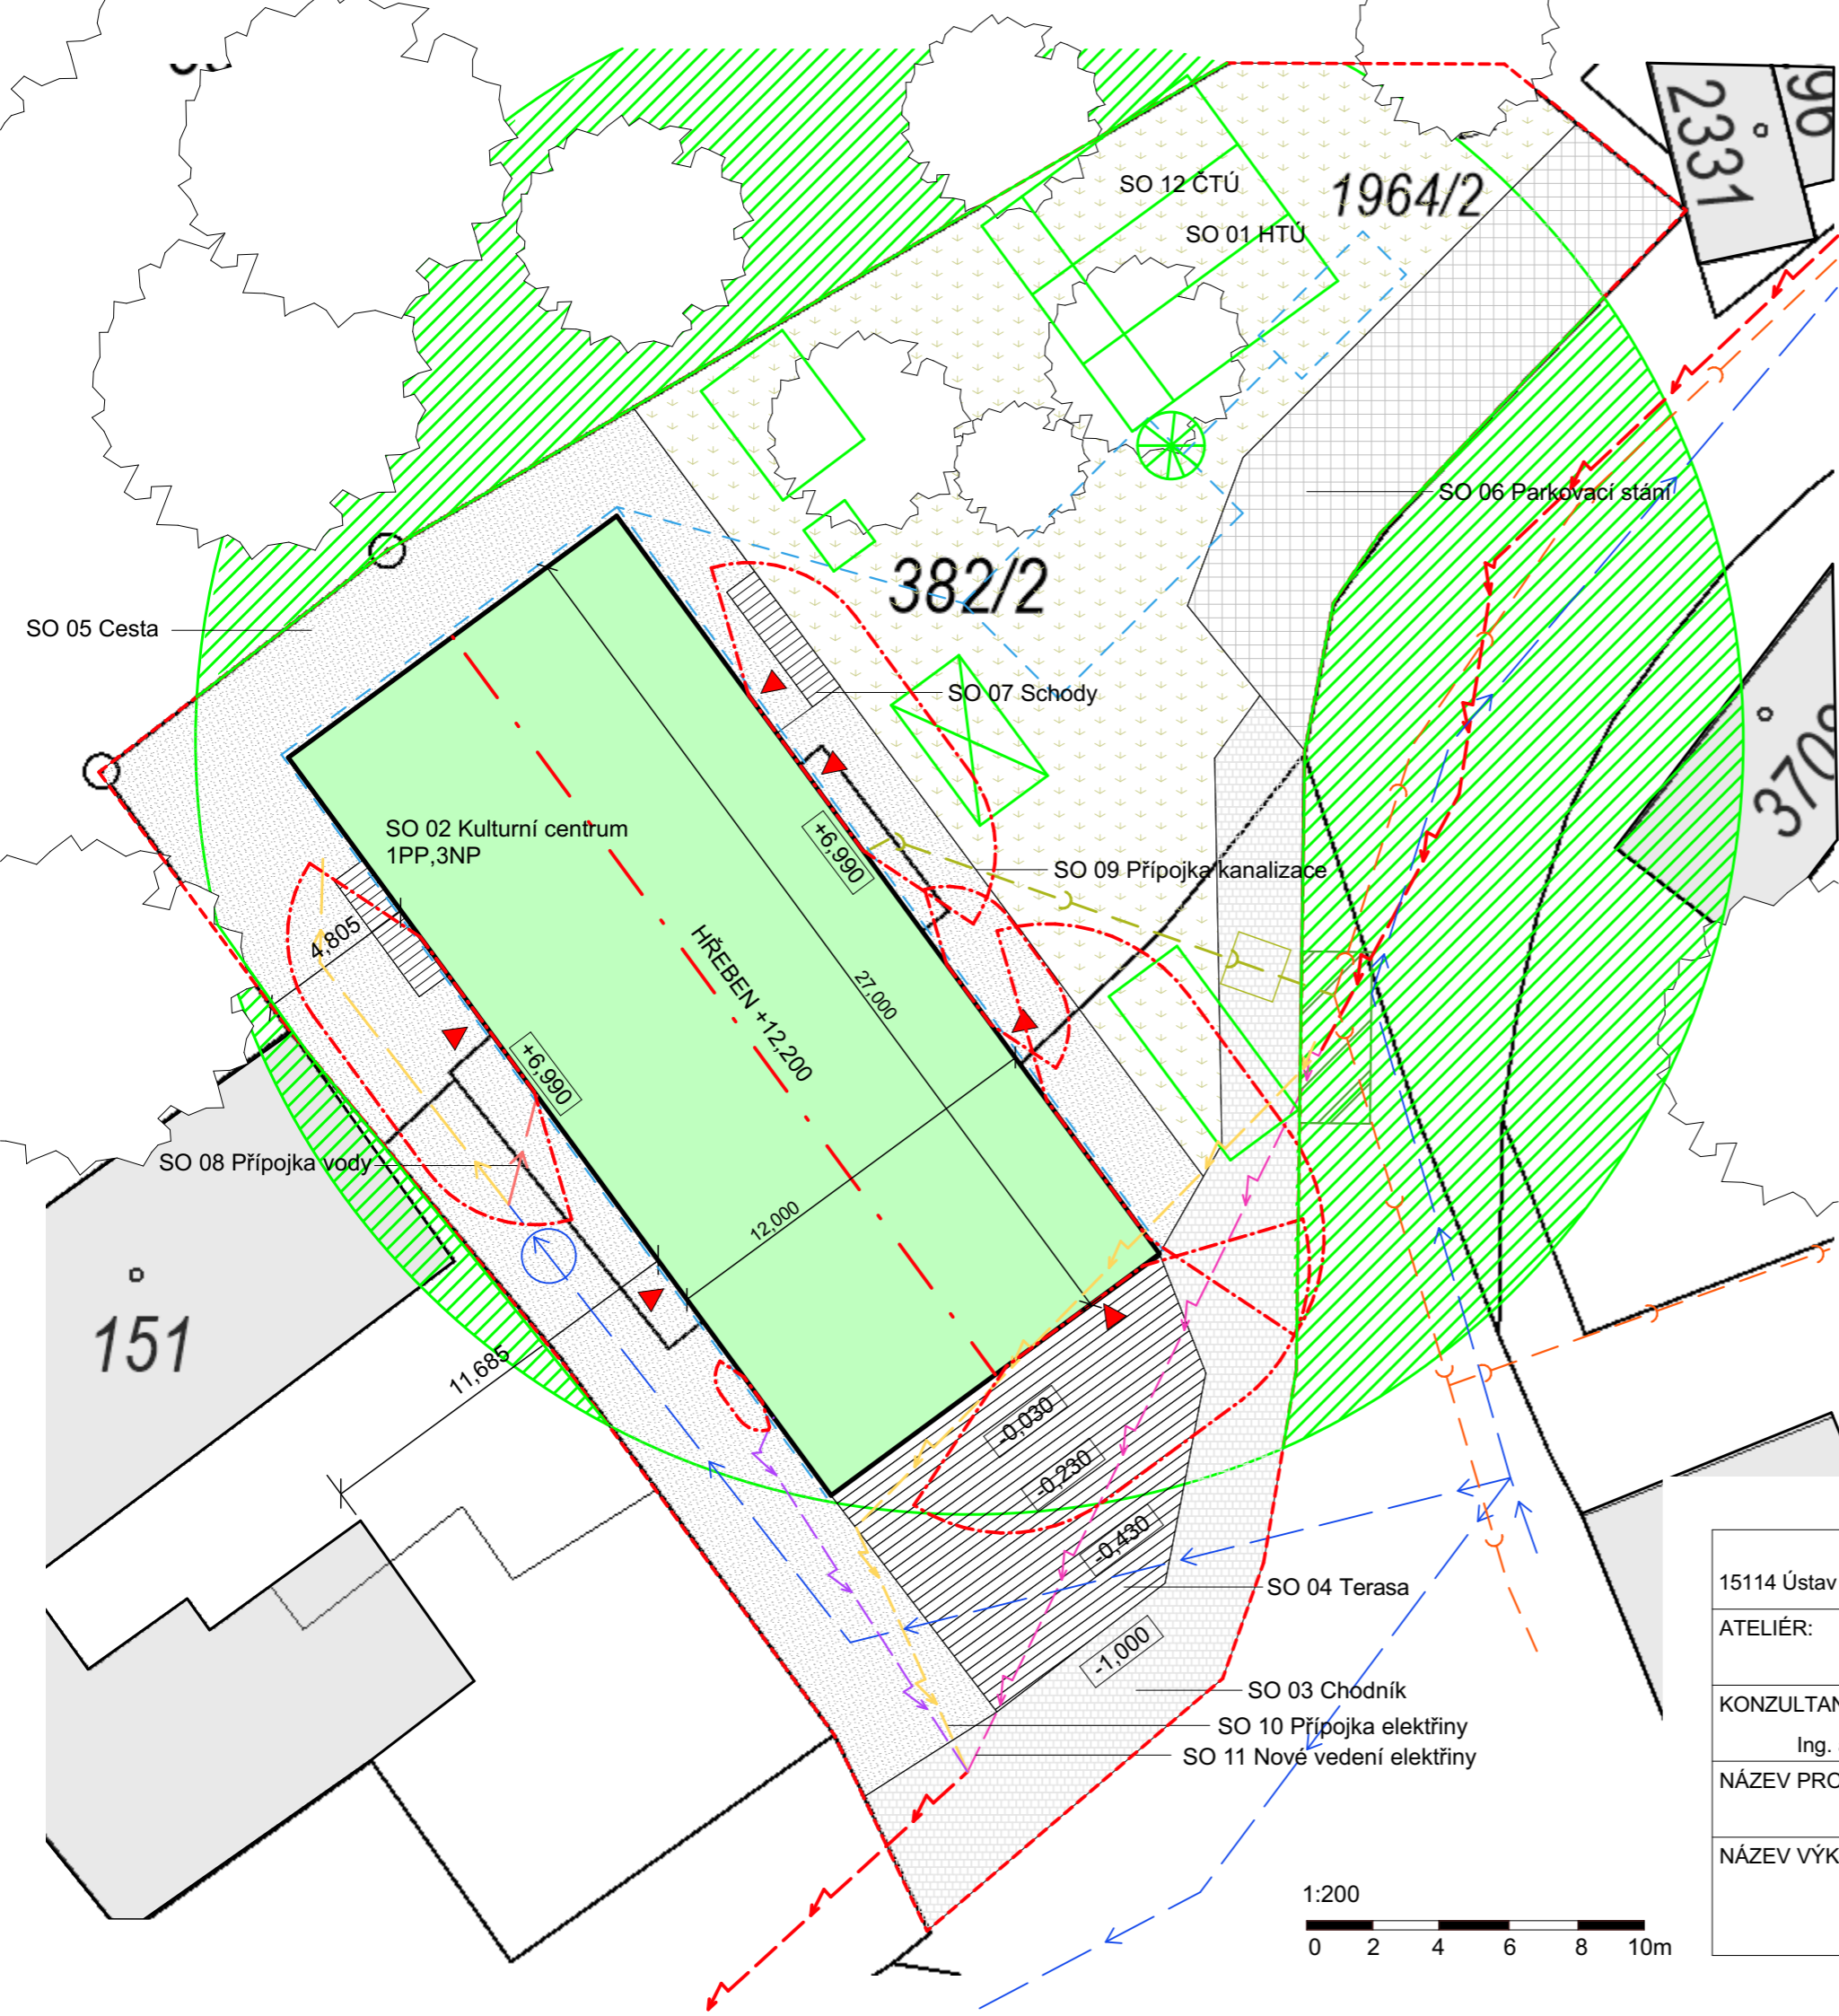 2331
96
SO 12 ČTÚ
1964/2
SO 01 HTÚ
SO 06 Parkovací stání
382/2
SO 05 Cesta
SO 07 Schody
3708
SO 02 Kulturní centrum
1PP,3NP
+6,990
SO 09 Přípojka kanalizace
4,805
HŘEBEN +12,200
27,000
+6,990
SO 08 Přípojka vody
12,000
151
11,685
-0,030
-0,230
-0,430
SO 04 Terasa
15114 Ústav
ATELIÉR:
-1,000
SO 03 Chodník
KONZULTAN
SO 10 Přípojka elektřiny
Ing.
SO 11 Nové vedení elektřiny
NÁZEV PRO
NÁZEV VÝK
1:200
0 2 4 6 8 10m